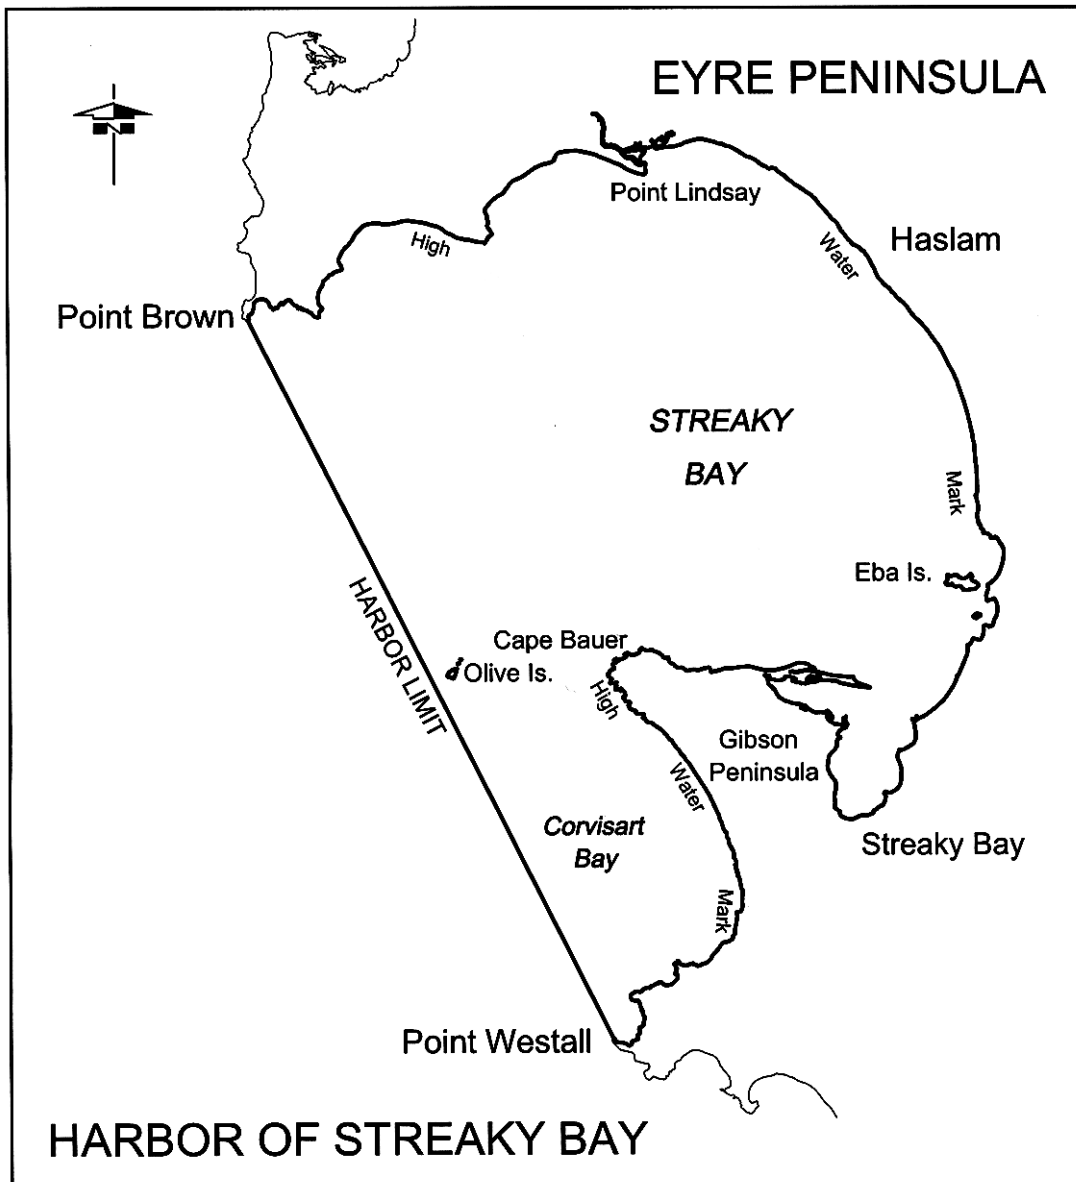 EYRE PENINSULA
N
Point Lindsay
High
Water
Haslam
Point Brown
STREAKY
BAY
Mark
Eba Is.
HARBOR LIMIT
Cape Bauer
Olive Is.
High
Gibson
Peninsula
Water
Corvisart
Bay
Streaky Bay
Mark
Point Westall
HARBOR OF STREAKY BAY